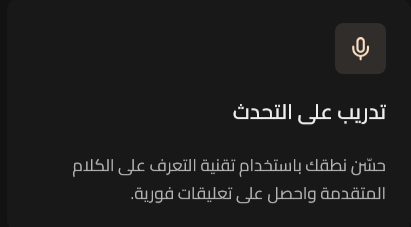 تدريب على التحدث
حسّن نطقك باستخدام تقنية التعرف على الكلام
المتقدمة واحصل على تعليقات فورية.